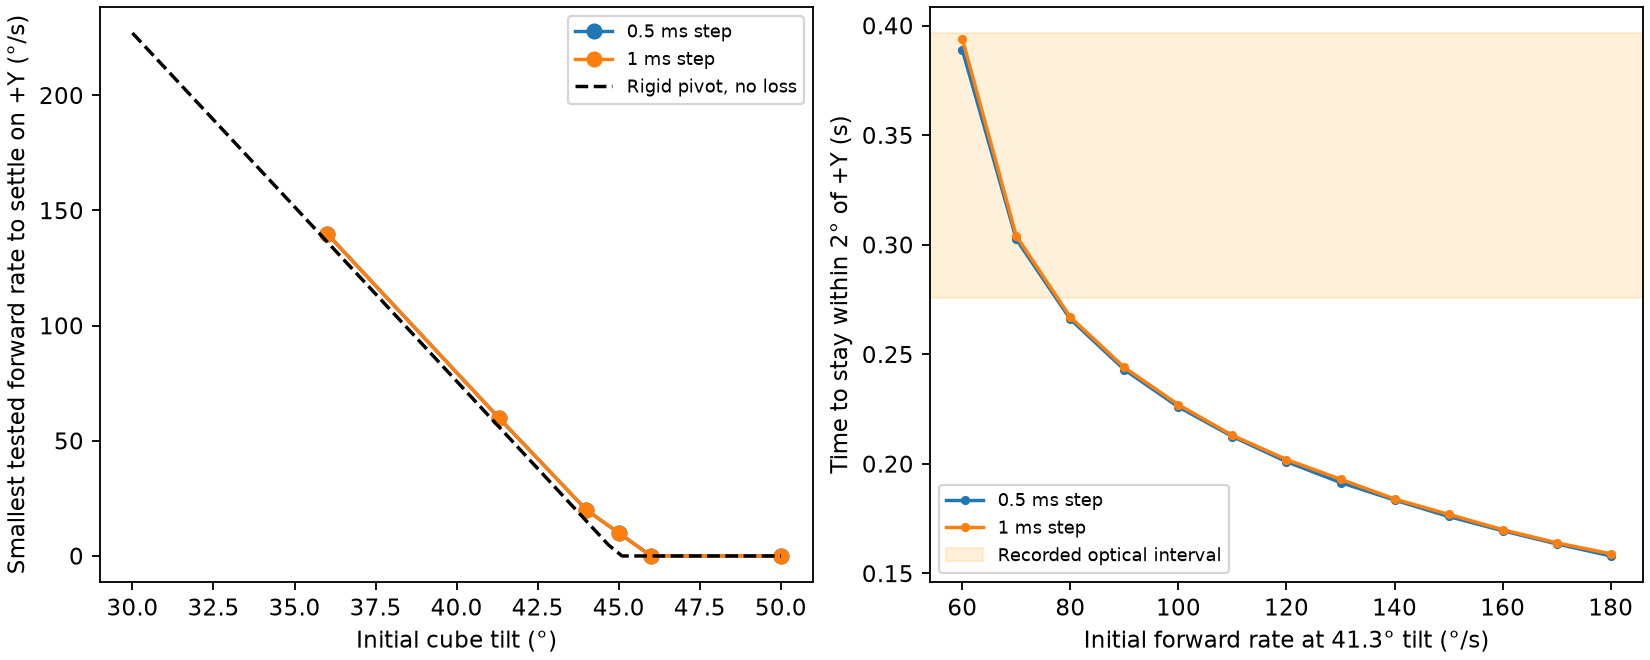 Smallest tested forward rate to settle on +Y (°/s)
200
150
100
50
0
0.5 ms step
1 ms step
Rigid pivot, no loss
30.0 32.5 35.0 37.5 40.0 42.5 45.0 47.5 50.0
Initial cube tilt (°)
Time to stay within 2° of +Y (s)
0.40
0.35
0.30
0.25
0.20
0.15
0.5 ms step
1 ms step
Recorded optical interval
60 80 100 120 140 160 180
Initial forward rate at 41.3° tilt (°/s)